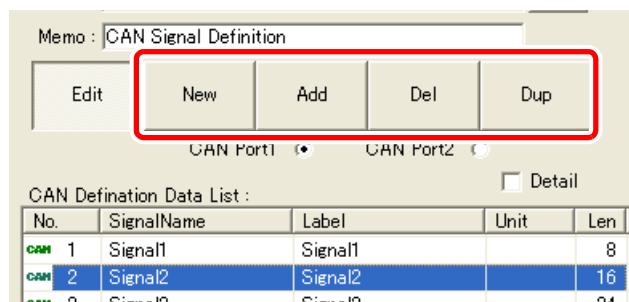 Memo : CAN Signal Definition
Edit New Add Del Dup
CAN Port1 CAN Port2
Detail
CAN Defination Data List :
No. SignalName Label Unit Len
CAN 1 Signal1 Signal1 8
CAN 2 Signal2 Signal2 16